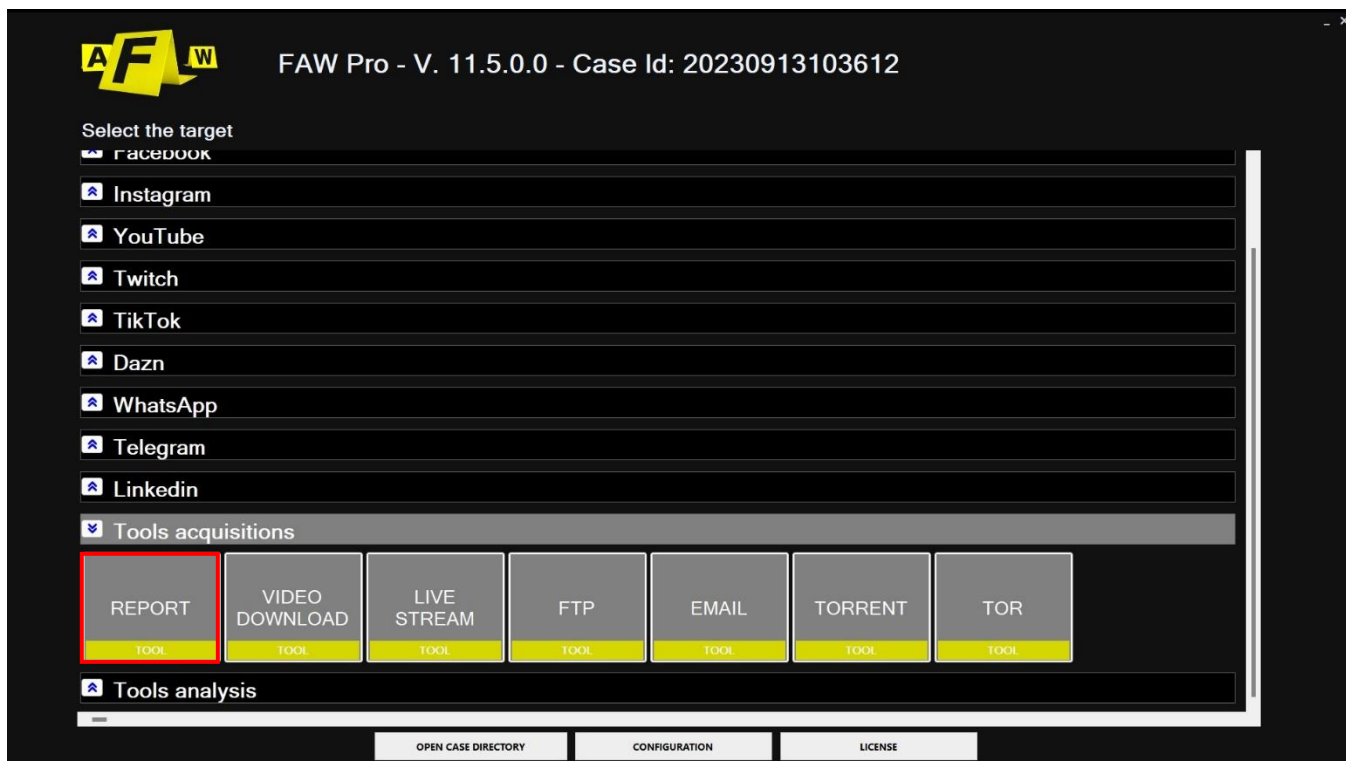 A F W
FAW Pro - V. 11.5.0.0 - Case Id: 20230913103612
Select the target
Facebook
Instagram
YouTube
Twitch
TikTok
Dazn
WhatsApp
Telegram
Linkedin
Tools acquisitions
REPORT
TOOL
VIDEO
DOWNLOAD
TOOL
LIVE
STREAM
TOOL
FTP
TOOL
EMAIL
TOOL
TORRENT
TOOL
TOR
TOOL
Tools analysis
OPEN CASE DIRECTORY
CONFIGURATION
LICENSE